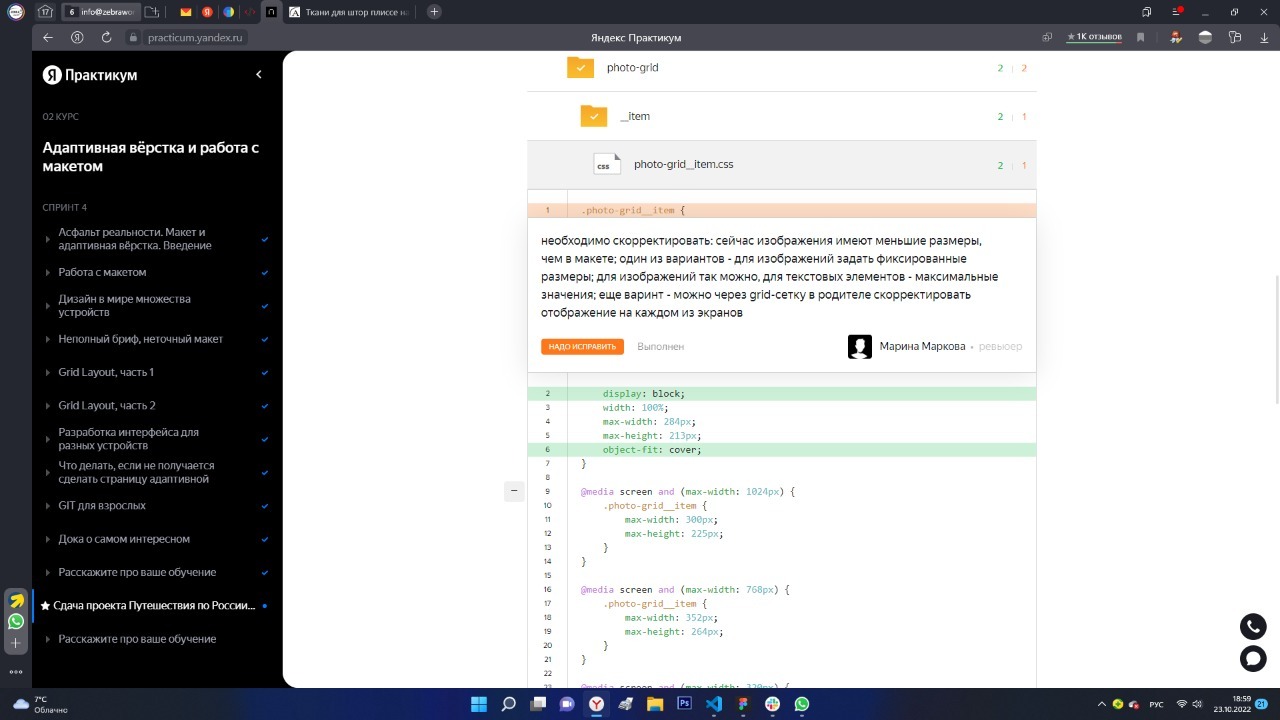 17
6 info@zebrawoo
Ткани для штор плиссе на
practicum.yandex.ru
Яндекс Практикум
1К отзывов
Я Практикум
02 КУРС
Адаптивная вёрстка и работа с
макетом
СПРИНТ 4
Асфальт реальности. Макет и
адаптивная вёрстка. Введение
Работа с макетом
Дизайн в мире множества
устройств
Неполный бриф, неточный макет
Grid Layout, часть 1
Grid Layout, часть 2
Разработка интерфейса для
разных устройств
Что делать, если не получается
сделать страницу адаптивной
GIT для взрослых
Дока о самом интересном
Расскажите про ваше обучение
Сдача проекта Путешествия по России...
Расскажите про ваше обучение
photo-grid 2 | 2
__item 2 | 1
css photo-grid__item.css 2 | 1
1 .photo-grid__item {
необходимо скорректировать: сейчас изображения имеют меньшие размеры,
чем в макете; один из вариантов - для изображений задать фиксированные
размеры; для изображений так можно, для текстовых элементов - максимальные
значения; еще варинт - можно через grid-сетку в родителе скорректировать
отображение на каждом из экранов
НАДО ИСПРАВИТЬ Выполнен Марина Маркова • ревьюер
2 display: block;
3 width: 100%;
4 max-width: 284px;
5 max-height: 213px;
6 object-fit: cover;
7 }
8
9 @media screen and (max-width: 1024px) {
10 .photo-grid__item {
11 max-width: 300px;
12 max-height: 225px;
13 }
14 }
15
16 @media screen and (max-width: 768px) {
17 .photo-grid__item {
18 max-width: 352px;
19 max-height: 264px;
20 }
21 }
22
23 @media screen and (max-width: 320px) {
7°C
Облачно
Ps
РУС
18:59
23.10.2022
21